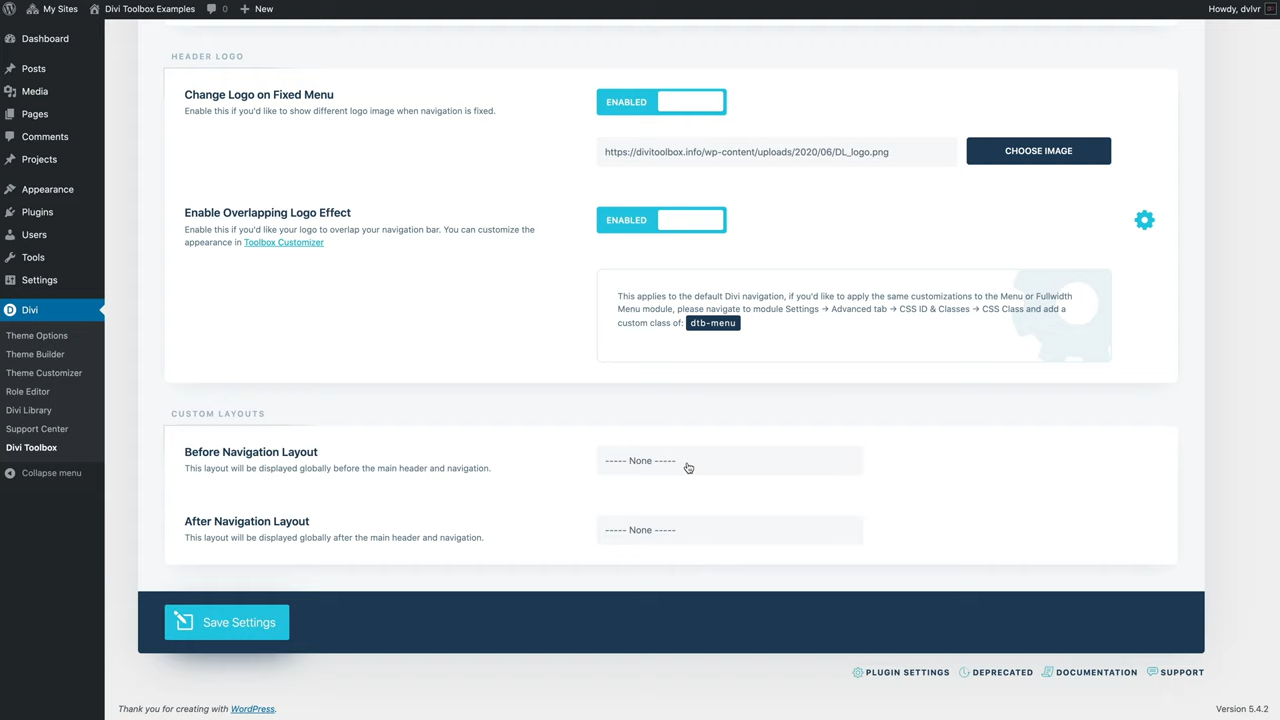 My Sites
Divi Toolbox Examples
0
New
Howdy, dvlvr
Dashboard
Posts
Media
Pages
Comments
Projects
Appearance
Plugins
Users
Tools
Settings
Divi
Theme Options
Theme Builder
Theme Customizer
Role Editor
Divi Library
Support Center
Divi Toolbox
Collapse menu
HEADER LOGO
Change Logo on Fixed Menu
Enable this if you'd like to show different logo image when navigation is fixed.
ENABLED
https://divitoolbox.info/wp-content/uploads/2020/06/DL_logo.png
CHOOSE IMAGE
Enable Overlapping Logo Effect
Enable this if you'd like your logo to overlap your navigation bar. You can customize the
appearance in Toolbox Customizer
ENABLED
This applies to the default Divi navigation, if you'd like to apply the same customizations to the Menu or Fullwidth
Menu module, please navigate to module Settings → Advanced tab → CSS ID & Classes → CSS Class and add a
custom class of: dtb-menu
CUSTOM LAYOUTS
Before Navigation Layout
This layout will be displayed globally before the main header and navigation.
----- None -----
After Navigation Layout
This layout will be displayed globally after the main header and navigation.
----- None -----
Save Settings
PLUGIN SETTINGS
DEPRECATED
DOCUMENTATION
SUPPORT
Thank you for creating with WordPress.
Version 5.4.2